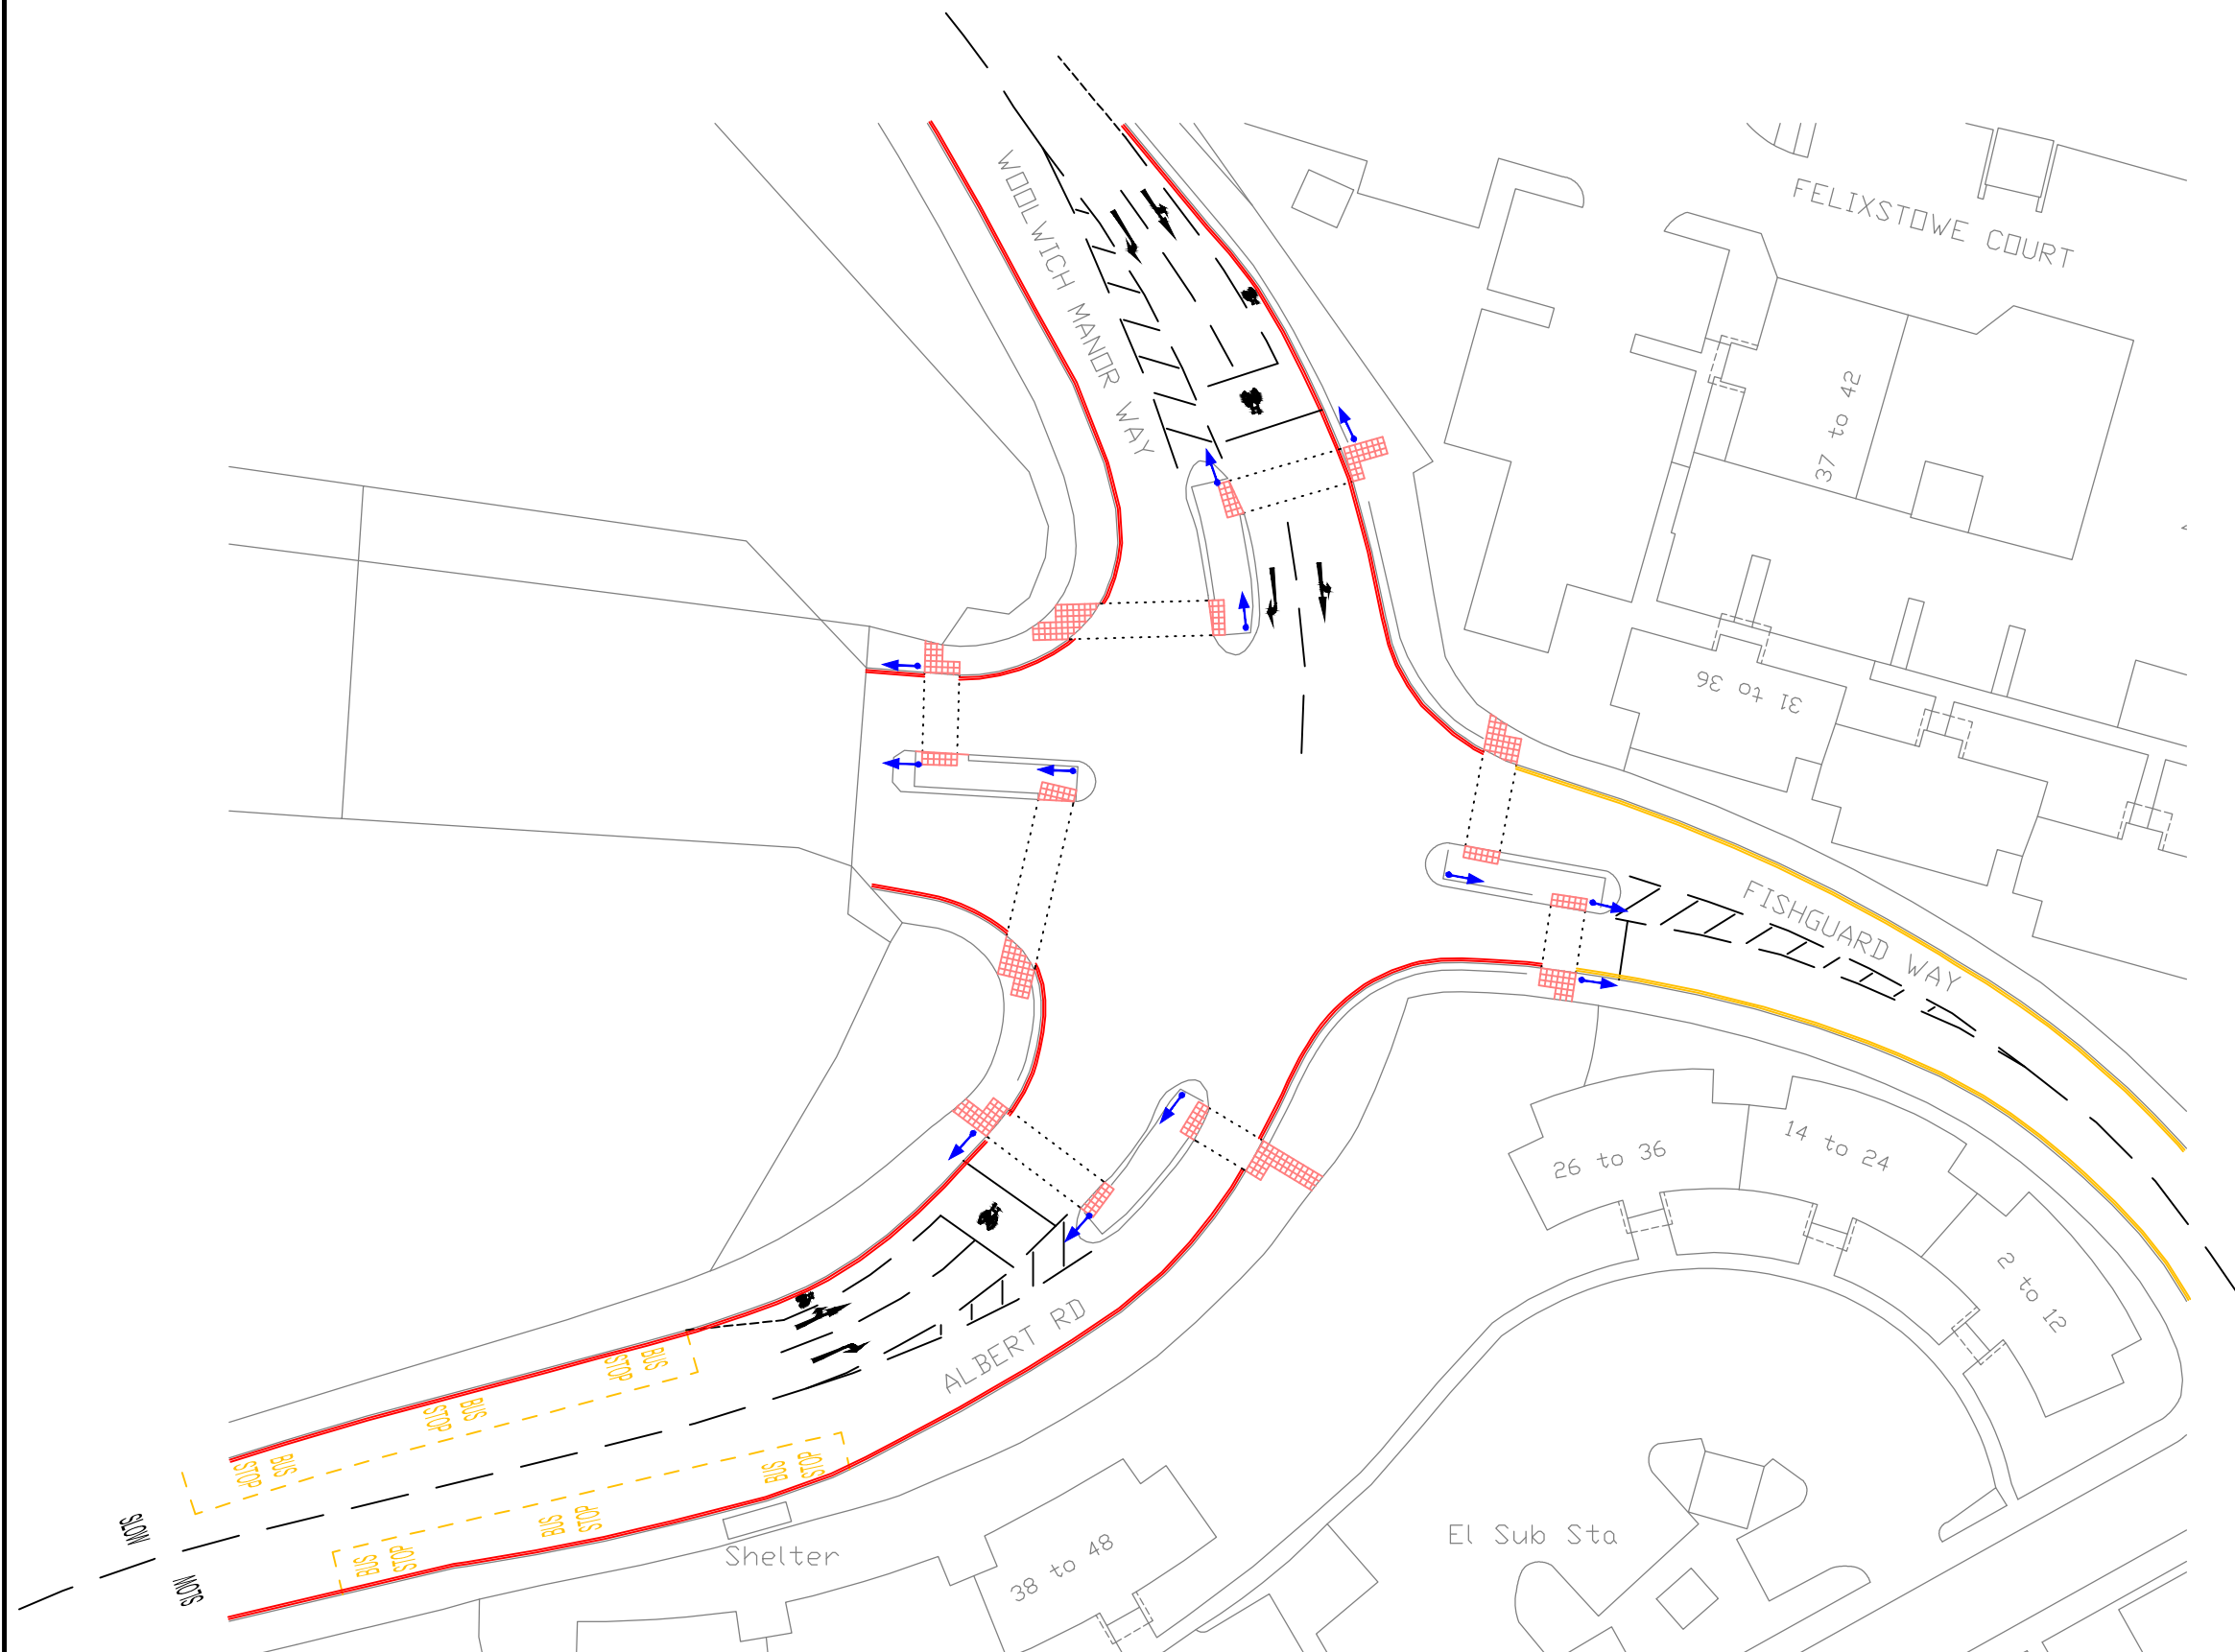 WOOLWICH MANOR WAY
FELIXSTOWE COURT
37 to 42
31 to 36
FISHGUARD WAY
26 to 36
14 to 24
2 to 12
ALBERT RD
BUS
STOP
BUS
STOP
BUS
STOP
BUS
STOP
BUS
STOP
BUS
STOP
SLOW
SLOW
Shelter
38 to 48
El Sub Sta